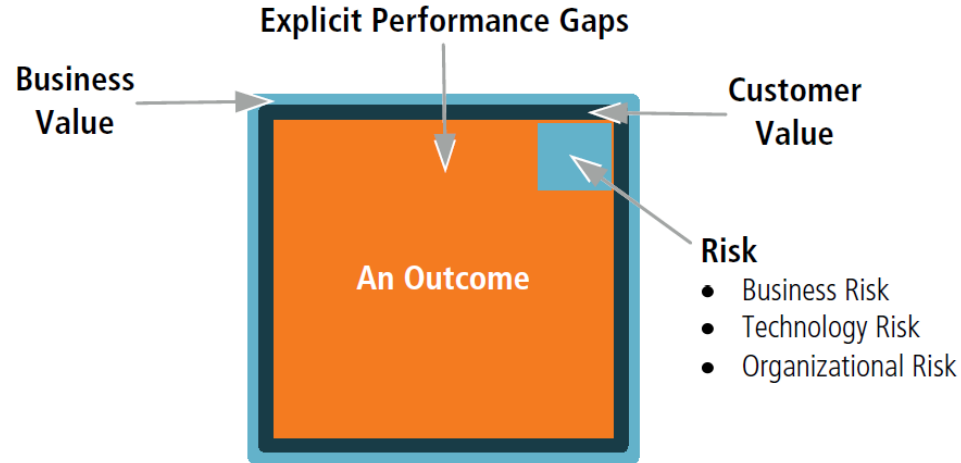 Explicit Performance Gaps
Business
Value
Customer
Value
An Outcome
Risk
• Business Risk
• Technology Risk
• Organizational Risk